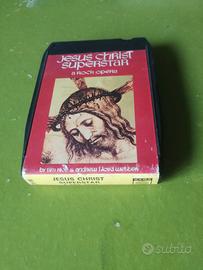 JESUS CHRIST
SUPERSTAR
a rock opera
by tim rice & andrew lloyd webber
JESUS CHRIST
SUPERSTAR
subito